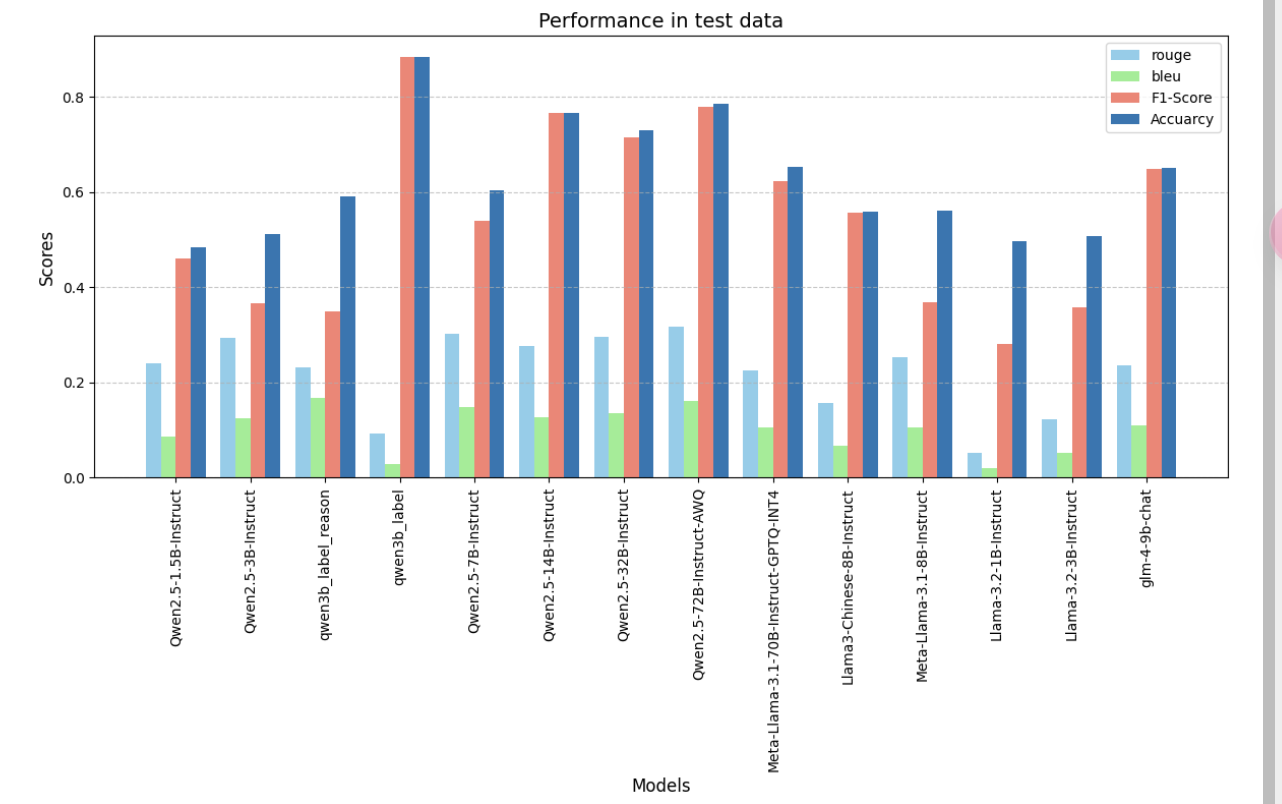 Performance in test data
rouge
bleu
F1-Score
Accuarcy
Scores
0.8
0.6
0.4
0.2
0.0
Qwen2.5-1.5B-Instruct
Qwen2.5-3B-Instruct
qwen3b_label_reason
qwen3b_label
Qwen2.5-7B-Instruct
Qwen2.5-14B-Instruct
Qwen2.5-32B-Instruct
Qwen2.5-72B-Instruct-AWQ
Meta-Llama-3.1-70B-Instruct-GPTQ-INT4
Llama3-Chinese-8B-Instruct
Meta-Llama-3.1-8B-Instruct
Llama-3.2-1B-Instruct
Llama-3.2-3B-Instruct
glm-4-9b-chat
Models